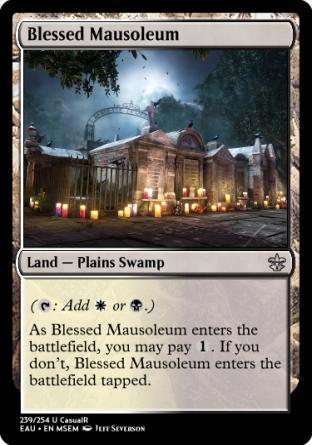 Blessed Mausoleum
Land — Plains Swamp
(: Add or .)
As Blessed Mausoleum enters the
battlefield, you may pay 1 . If you
don't, Blessed Mausoleum enters the
battlefield tapped.
239/254 U CasualR
EAU • EN MSEM Jeff Severson